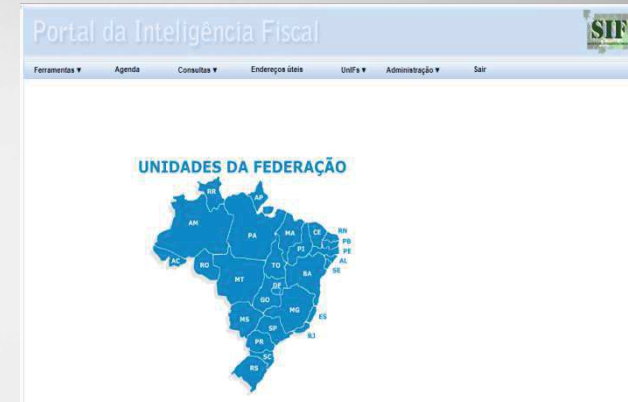 Portal da Inteligência Fiscal
SIF
Ferramentas ▼ Agenda Consultas ▼ Endereços úteis UnIFs ▼ Administração ▼ Sair
UNIDADES DA FEDERAÇÃO
RR AP
AM PA MA CE RN
PB
PI PE
AL
AC RO TO SE
MT BA
DF
GO
MG
MS ES
SP
RJ
PR
SC
RS